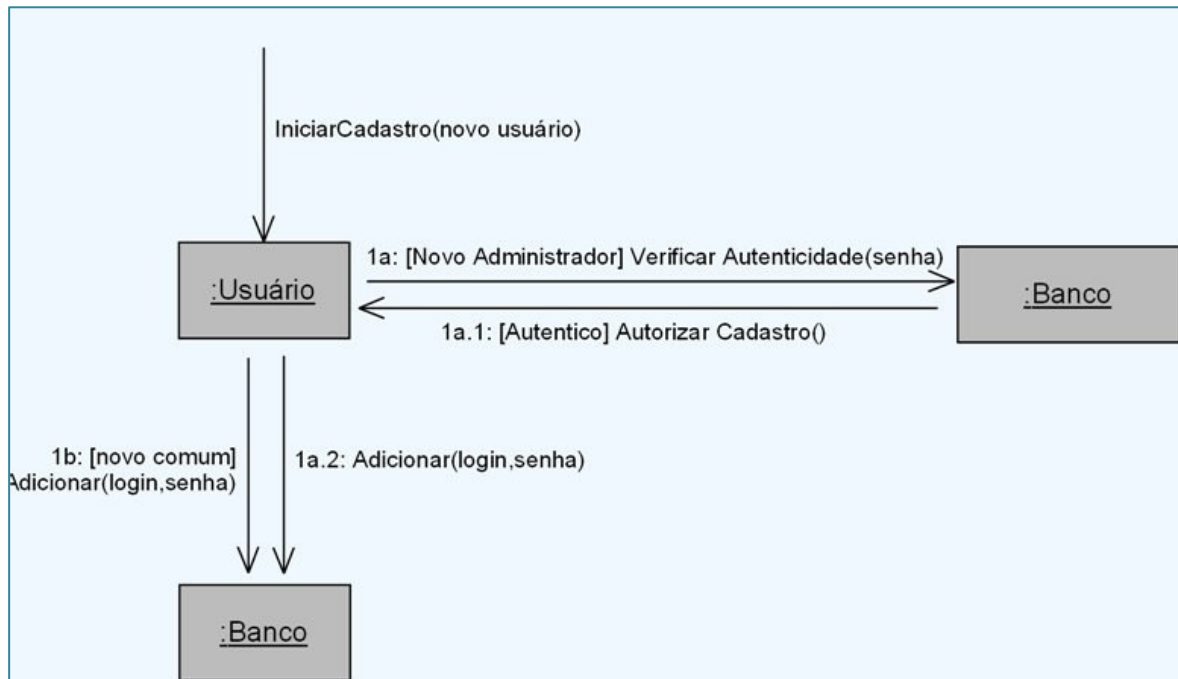 IniciarCadastro(novo usuário)
1a: [Novo Administrador] Verificar Autenticidade(senha)
:Usuário
:Banco
1a.1: [Autentico] Autorizar Cadastro()
1b: [novo comum]
Adicionar(login,senha)
1a.2: Adicionar(login,senha)
:Banco